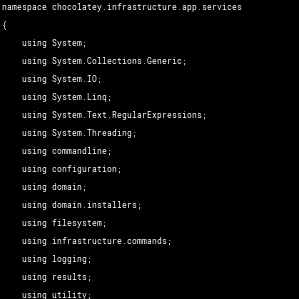 namespace chocolatey.infrastructure.app.services
{
using System;
using System.Collections.Generic;
using System.IO;
using System.Linq;
using System.Text.RegularExpressions;
using System.Threading;
using commandline;
using configuration;
using domain;
using domain.installers;
using filesystem;
using infrastructure.commands;
using logging;
using results;
using utility;